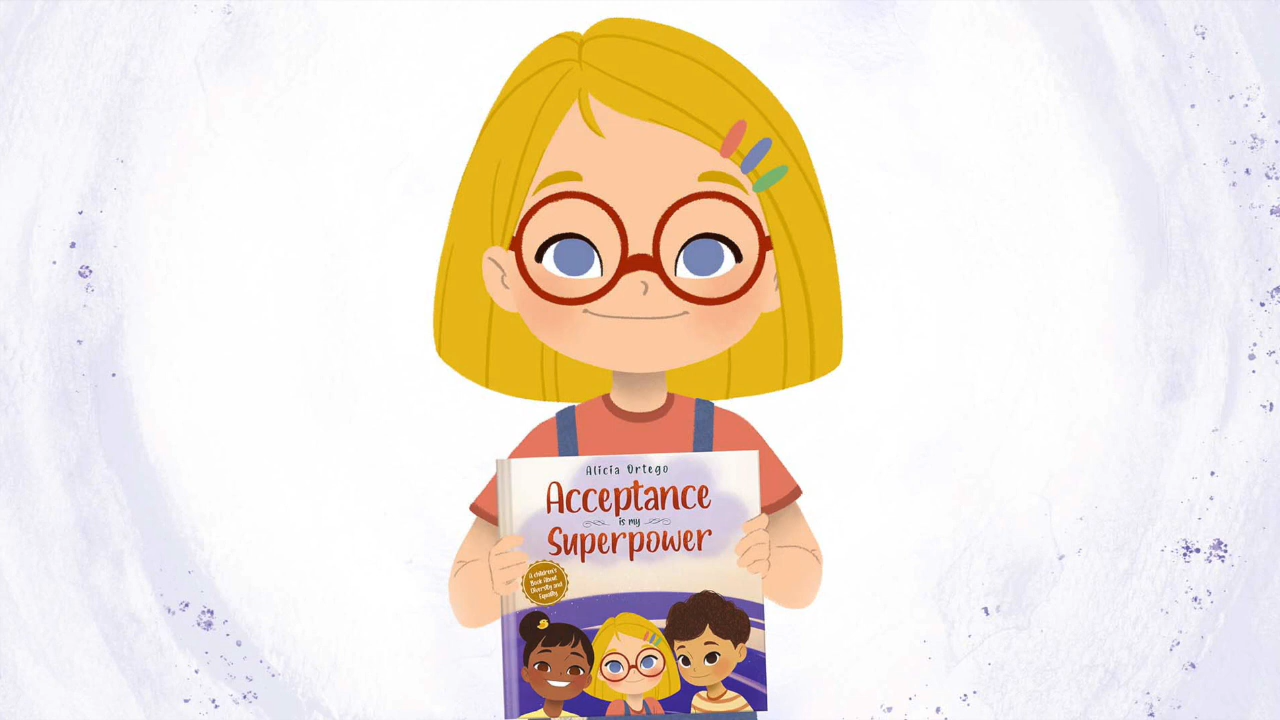 Alicia Ortego
Acceptance
is my
Superpower
A children's
Book About
Diversity and
Equality